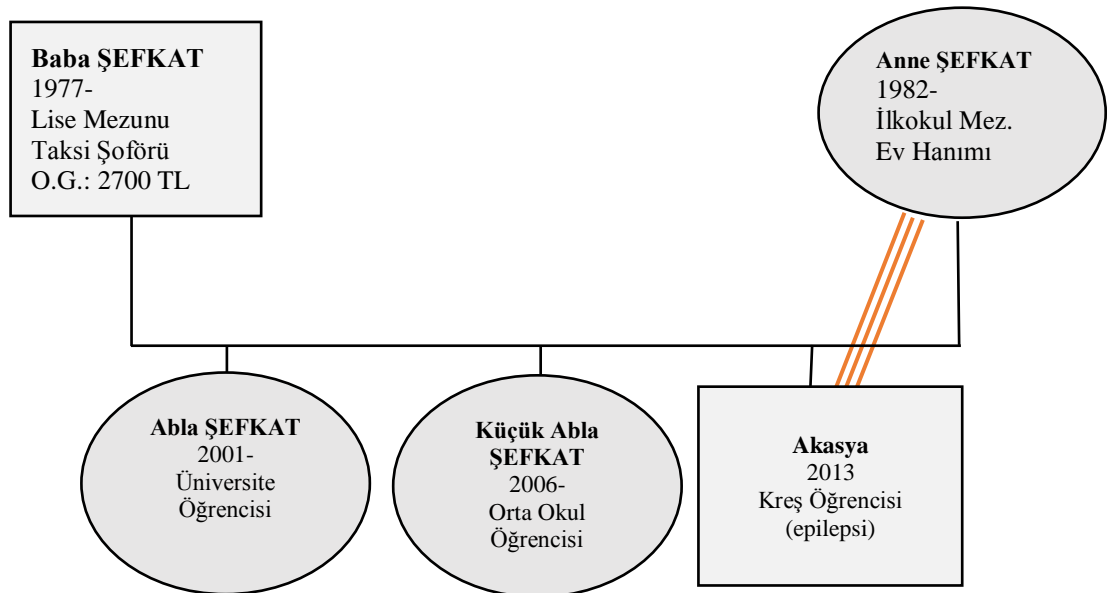 Baba ŞEFKAT
1977-
Lise Mezunu
Taksi Şoförü
O.G.: 2700 TL
Anne ŞEFKAT
1982-
İlkokul Mez.
Ev Hanımı
Abla ŞEFKAT
2001-
Üniversite
Öğrencisi
Küçük Abla
ŞEFKAT
2006-
Orta Okul
Öğrencisi
Akasya
2013
Kreş Öğrencisi
(epilepsi)